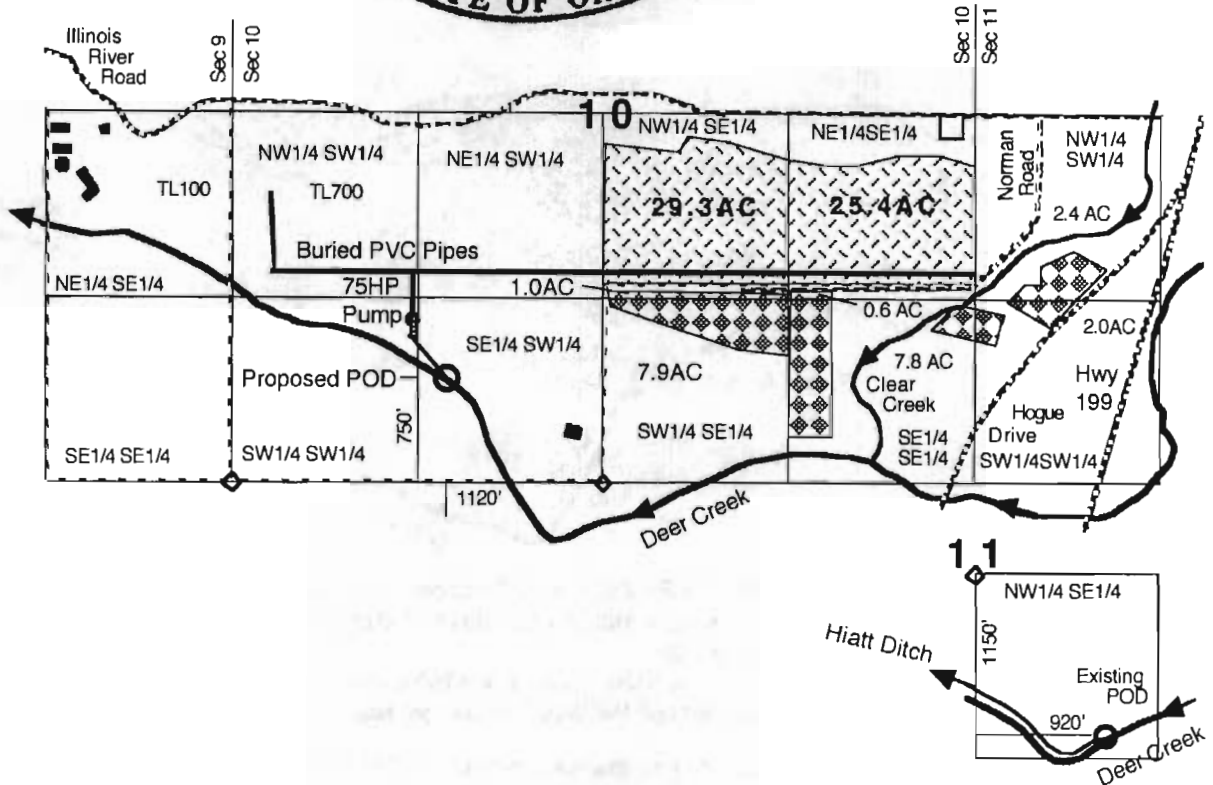 TE OF OR
Illinois
River
Road
Sec 9
Sec 10
Sec 10
Sec 11
10
NW1/4 SW1/4
NE1/4 SW1/4
NW1/4 SE1/4
NE1/4SE1/4
Norman
Road
NW1/4
SW1/4
TL100
TL700
29.3AC
25.4AC
2.4 AC
Buried PVC Pipes
NE1/4 SE1/4
75HP
Pump
1.0AC
0.6 AC
2.0AC
SE1/4 SW1/4
7.9AC
7.8 AC
Clear
Creek
Hwy
199
Proposed POD
750'
Hogue
Drive
SE1/4 SE1/4
SW1/4 SW1/4
SW1/4 SE1/4
SE1/4
SE1/4
SW1/4SW1/4
1120'
Deer Creek
11
NW1/4 SE1/4
1150'
Hiatt Ditch
Existing
POD
920'
Deer Creek